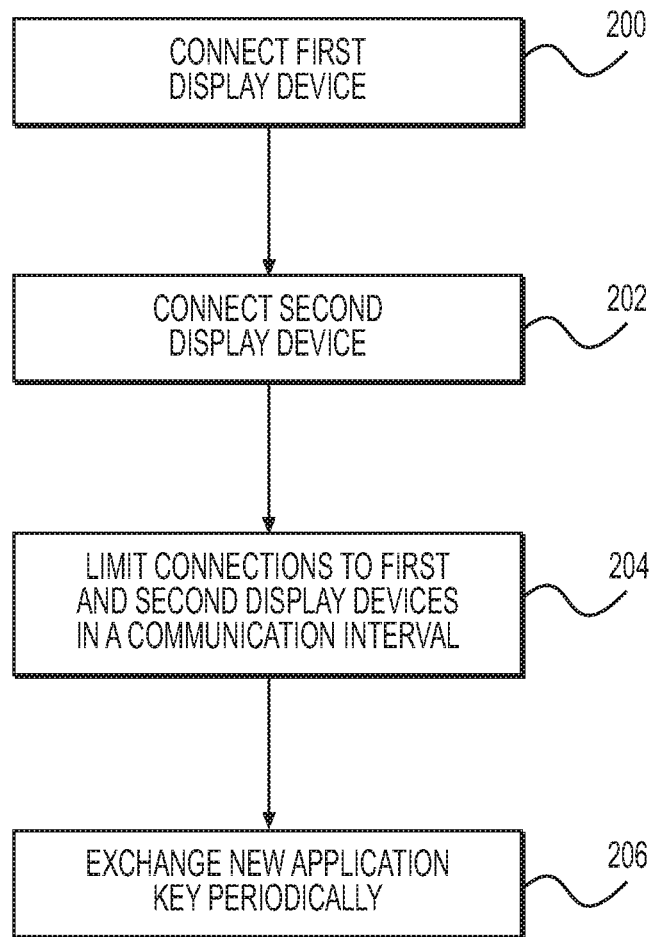 200
CONNECT FIRST
DISPLAY DEVICE
202
CONNECT SECOND
DISPLAY DEVICE
204
LIMIT CONNECTIONS TO FIRST
AND SECOND DISPLAY DEVICES
IN A COMMUNICATION INTERVAL
206
EXCHANGE NEW APPLICATION
KEY PERIODICALLY